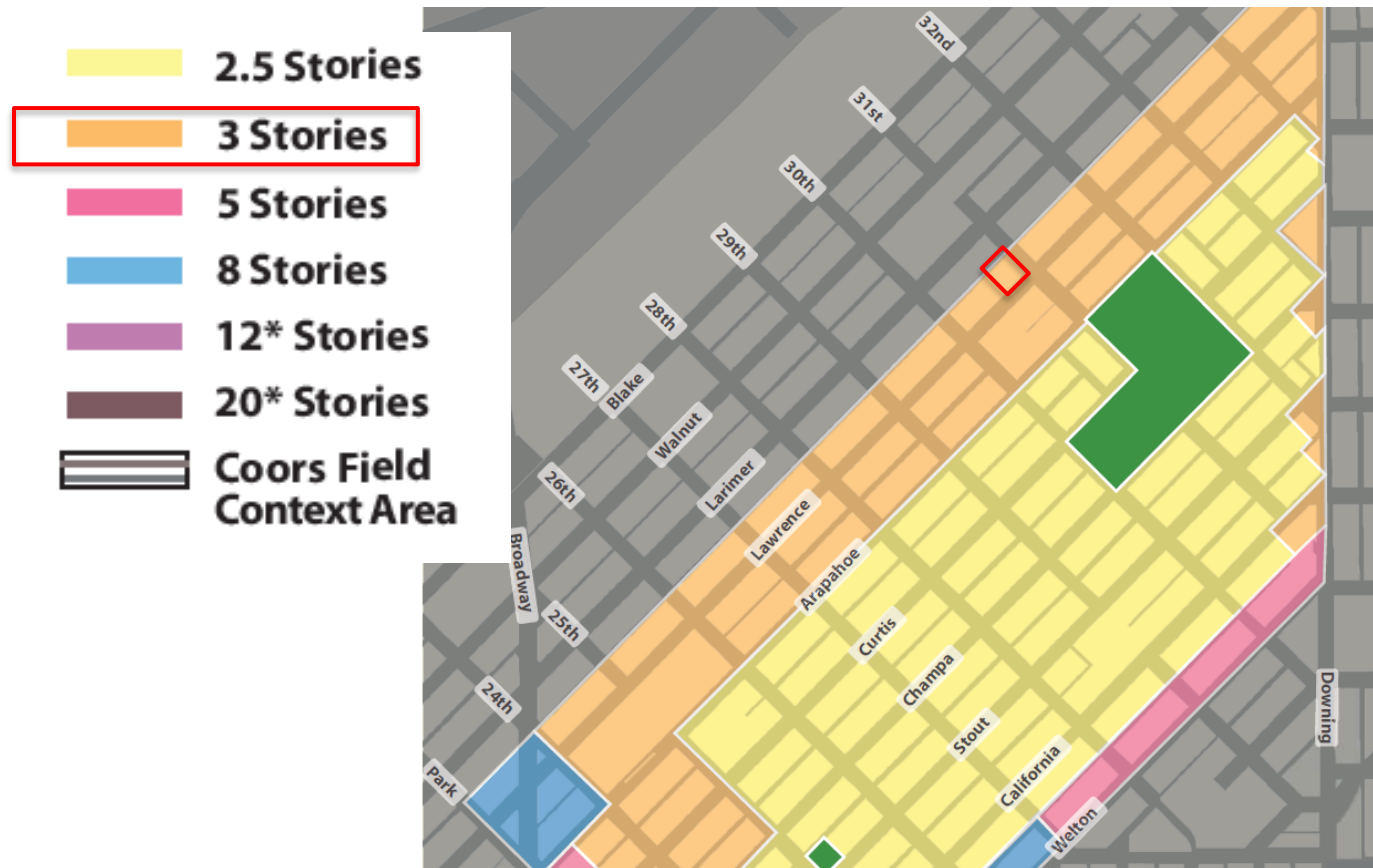 2.5 Stories
3 Stories
5 Stories
8 Stories
12* Stories
20* Stories
Coors Field
Context Area
32nd
31st
30th
29th
28th
27th
Blake
Walnut
Larimer
26th
Lawrence
Broadway
Arapahoe
25th
Curtis
Champa
24th
Stout
Downing
California
Park
Welton